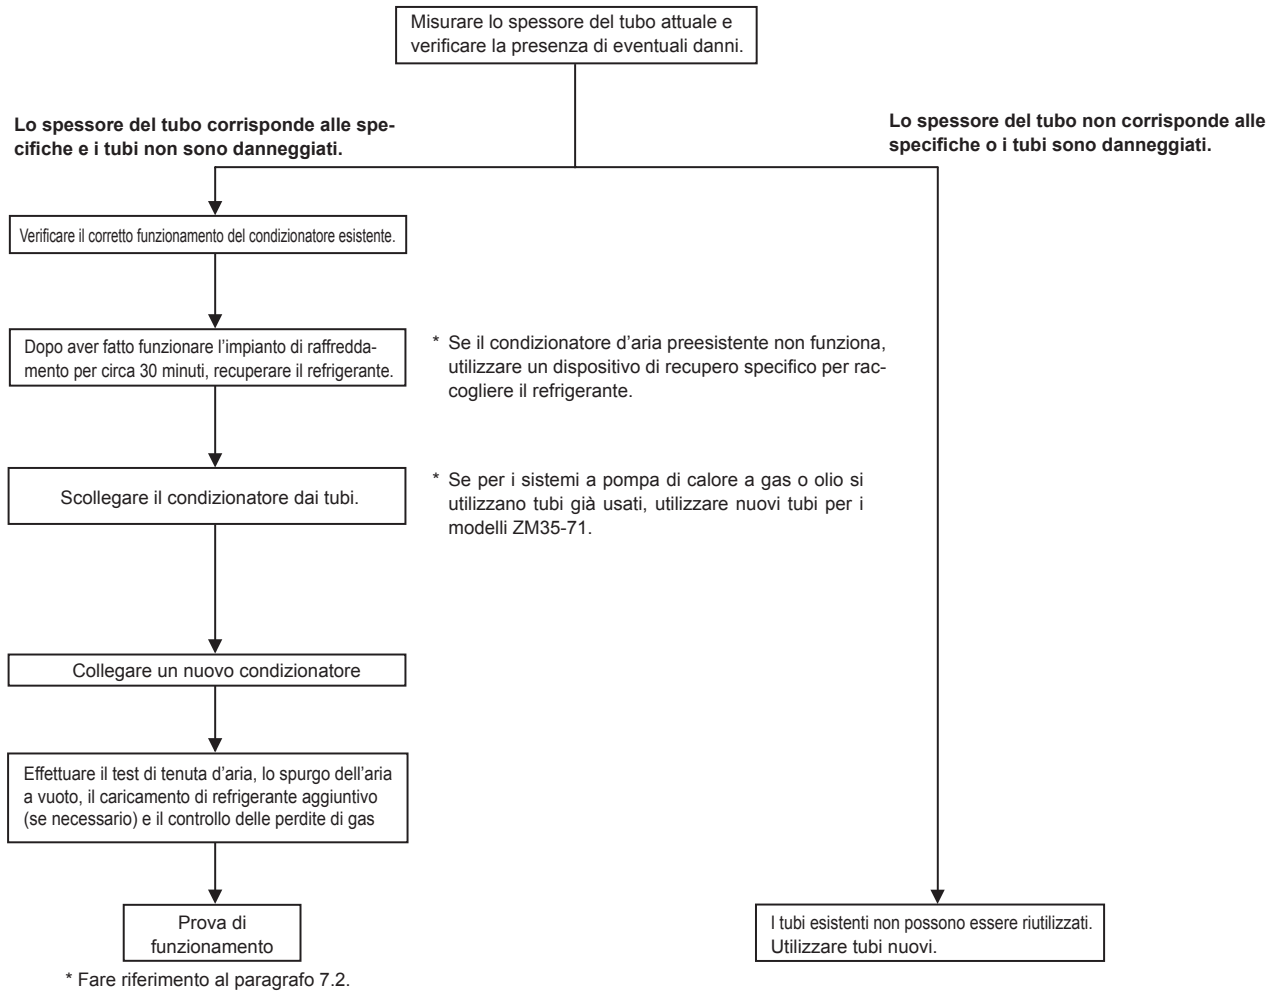 Misurare lo spessore del tubo attuale e
verificare la presenza di eventuali danni.
Lo spessore del tubo corrisponde alle spe-
cifiche e i tubi non sono danneggiati.
Lo spessore del tubo non corrisponde alle
specifiche o i tubi sono danneggiati.
Verificare il corretto funzionamento del condizionatore esistente.
Dopo aver fatto funzionare l'impianto di raffredda-
mento per circa 30 minuti, recuperare il refrigerante.
* Se il condizionatore d'aria preesistente non funziona,
utilizzare un dispositivo di recupero specifico per rac-
cogliere il refrigerante.
Scollegare il condizionatore dai tubi.
* Se per i sistemi a pompa di calore a gas o olio si
utilizzano tubi già usati, utilizzare nuovi tubi per i
modelli ZM35-71.
Collegare un nuovo condizionatore
Effettuare il test di tenuta d'aria, lo spurgo dell'aria
a vuoto, il caricamento di refrigerante aggiuntivo
(se necessario) e il controllo delle perdite di gas
Prova di
funzionamento
* Fare riferimento al paragrafo 7.2.
I tubi esistenti non possono essere riutilizzati.
Utilizzare tubi nuovi.